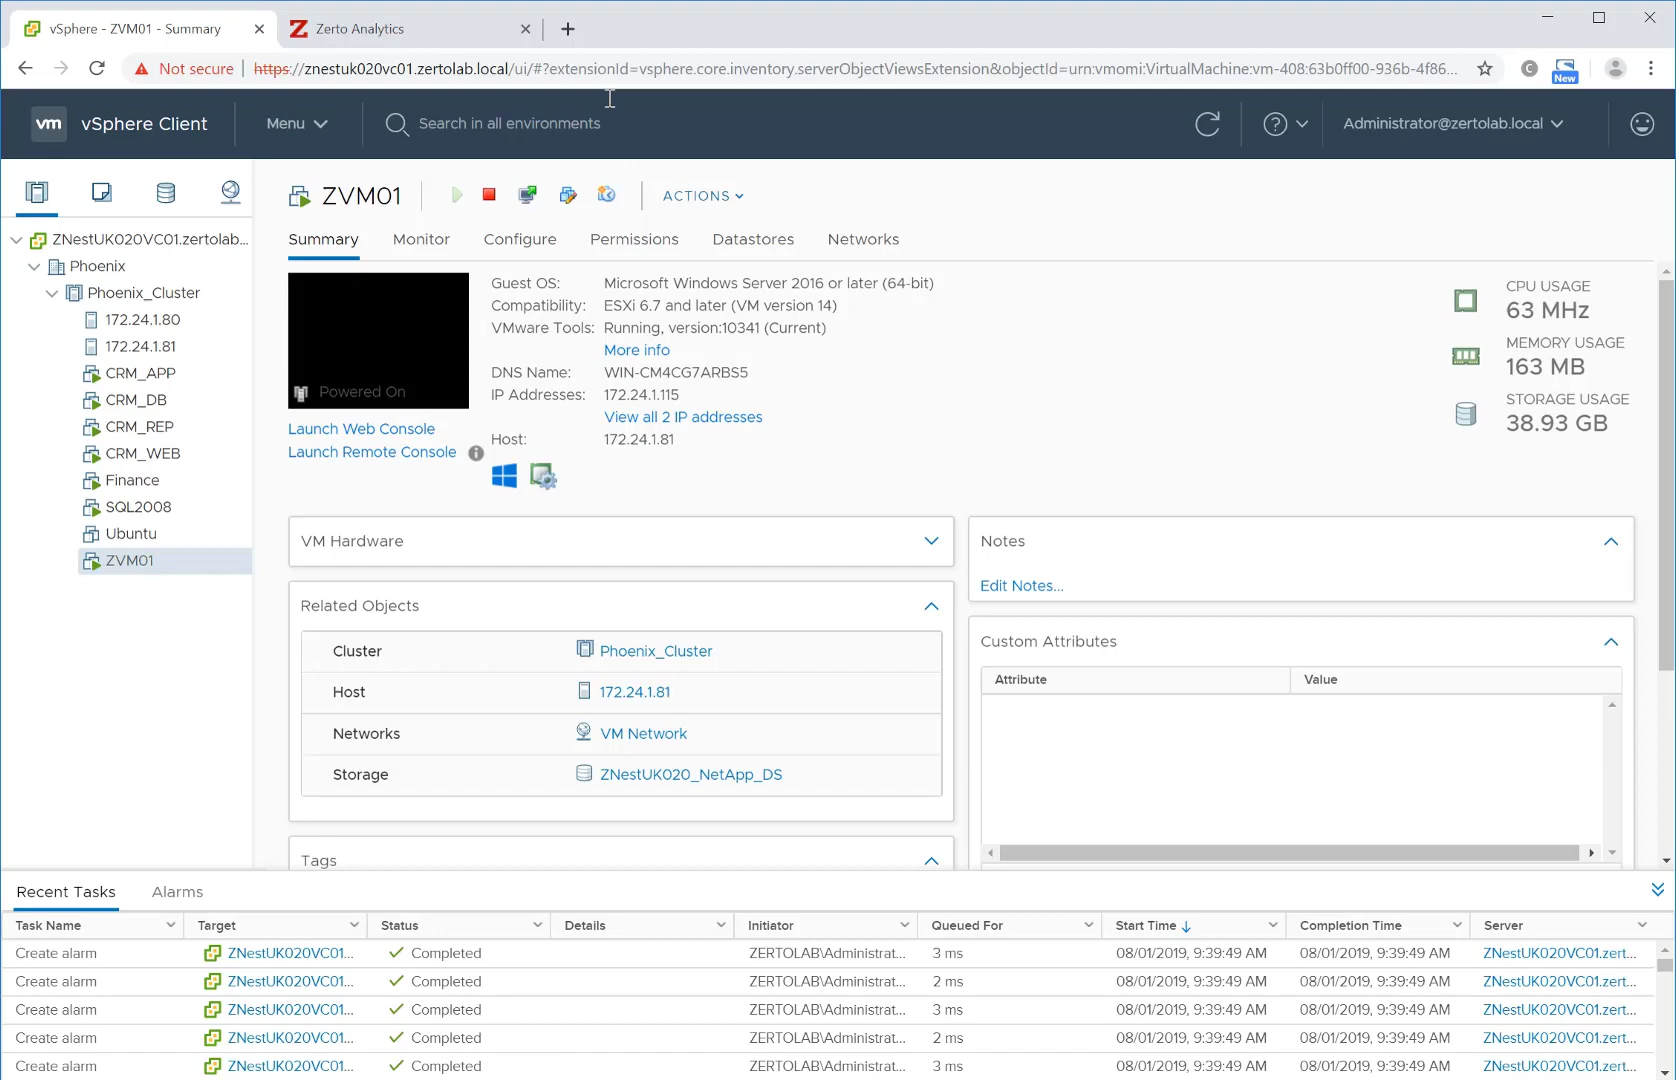 vSphere - ZVM01 - Summary
Zerto Analytics
Not secure
https://znestuk020vc01.zertolab.local/ui/#?extensionId=vsphere.core.inventory.serverObjectViewsExtension&objectId=urn:vmomi:VirtualMachine:vm-408:63b0ff00-936b-4f86...
C
New
vm
vSphere Client
Menu
Search in all environments
Administrator@zertolab.local
ZNestUK020VC01.zertolab...
Phoenix
Phoenix_Cluster
172.24.1.80
172.24.1.81
CRM_APP
CRM_DB
CRM_REP
CRM_WEB
Finance
SQL2008
Ubuntu
ZVM01
ZVM01
ACTIONS
Summary
Monitor
Configure
Permissions
Datastores
Networks
Powered On
Launch Web Console
Launch Remote Console
Guest OS: Microsoft Windows Server 2016 or later (64-bit)
Compatibility: ESXi 6.7 and later (VM version 14)
VMware Tools: Running, version:10341 (Current)
More info
DNS Name: WIN-CM4CG7ARBS5
IP Addresses: 172.24.1.115
View all 2 IP addresses
Host: 172.24.1.81
CPU USAGE
63 MHz
MEMORY USAGE
163 MB
STORAGE USAGE
38.93 GB
VM Hardware
Related Objects
Cluster Phoenix_Cluster
Host 172.24.1.81
Networks VM Network
Storage ZNestUK020_NetApp_DS
Tags
Notes
Edit Notes...
Custom Attributes
Attribute Value
Recent Tasks Alarms
Task Name Target Status Details Initiator Queued For Start Time Completion Time Server
Create alarm ZNestUK020VC01... Completed ZERTOLAB\Administrat... 3 ms 08/01/2019, 9:39:49 AM 08/01/2019, 9:39:49 AM ZNestUK020VC01.zert...
Create alarm ZNestUK020VC01... Completed ZERTOLAB\Administrat... 2 ms 08/01/2019, 9:39:49 AM 08/01/2019, 9:39:49 AM ZNestUK020VC01.zert...
Create alarm ZNestUK020VC01... Completed ZERTOLAB\Administrat... 3 ms 08/01/2019, 9:39:49 AM 08/01/2019, 9:39:49 AM ZNestUK020VC01.zert...
Create alarm ZNestUK020VC01... Completed ZERTOLAB\Administrat... 2 ms 08/01/2019, 9:39:49 AM 08/01/2019, 9:39:49 AM ZNestUK020VC01.zert...
Create alarm ZNestUK020VC01... Completed ZERTOLAB\Administrat... 3 ms 08/01/2019, 9:39:49 AM 08/01/2019, 9:39:49 AM ZNestUK020VC01.zert...